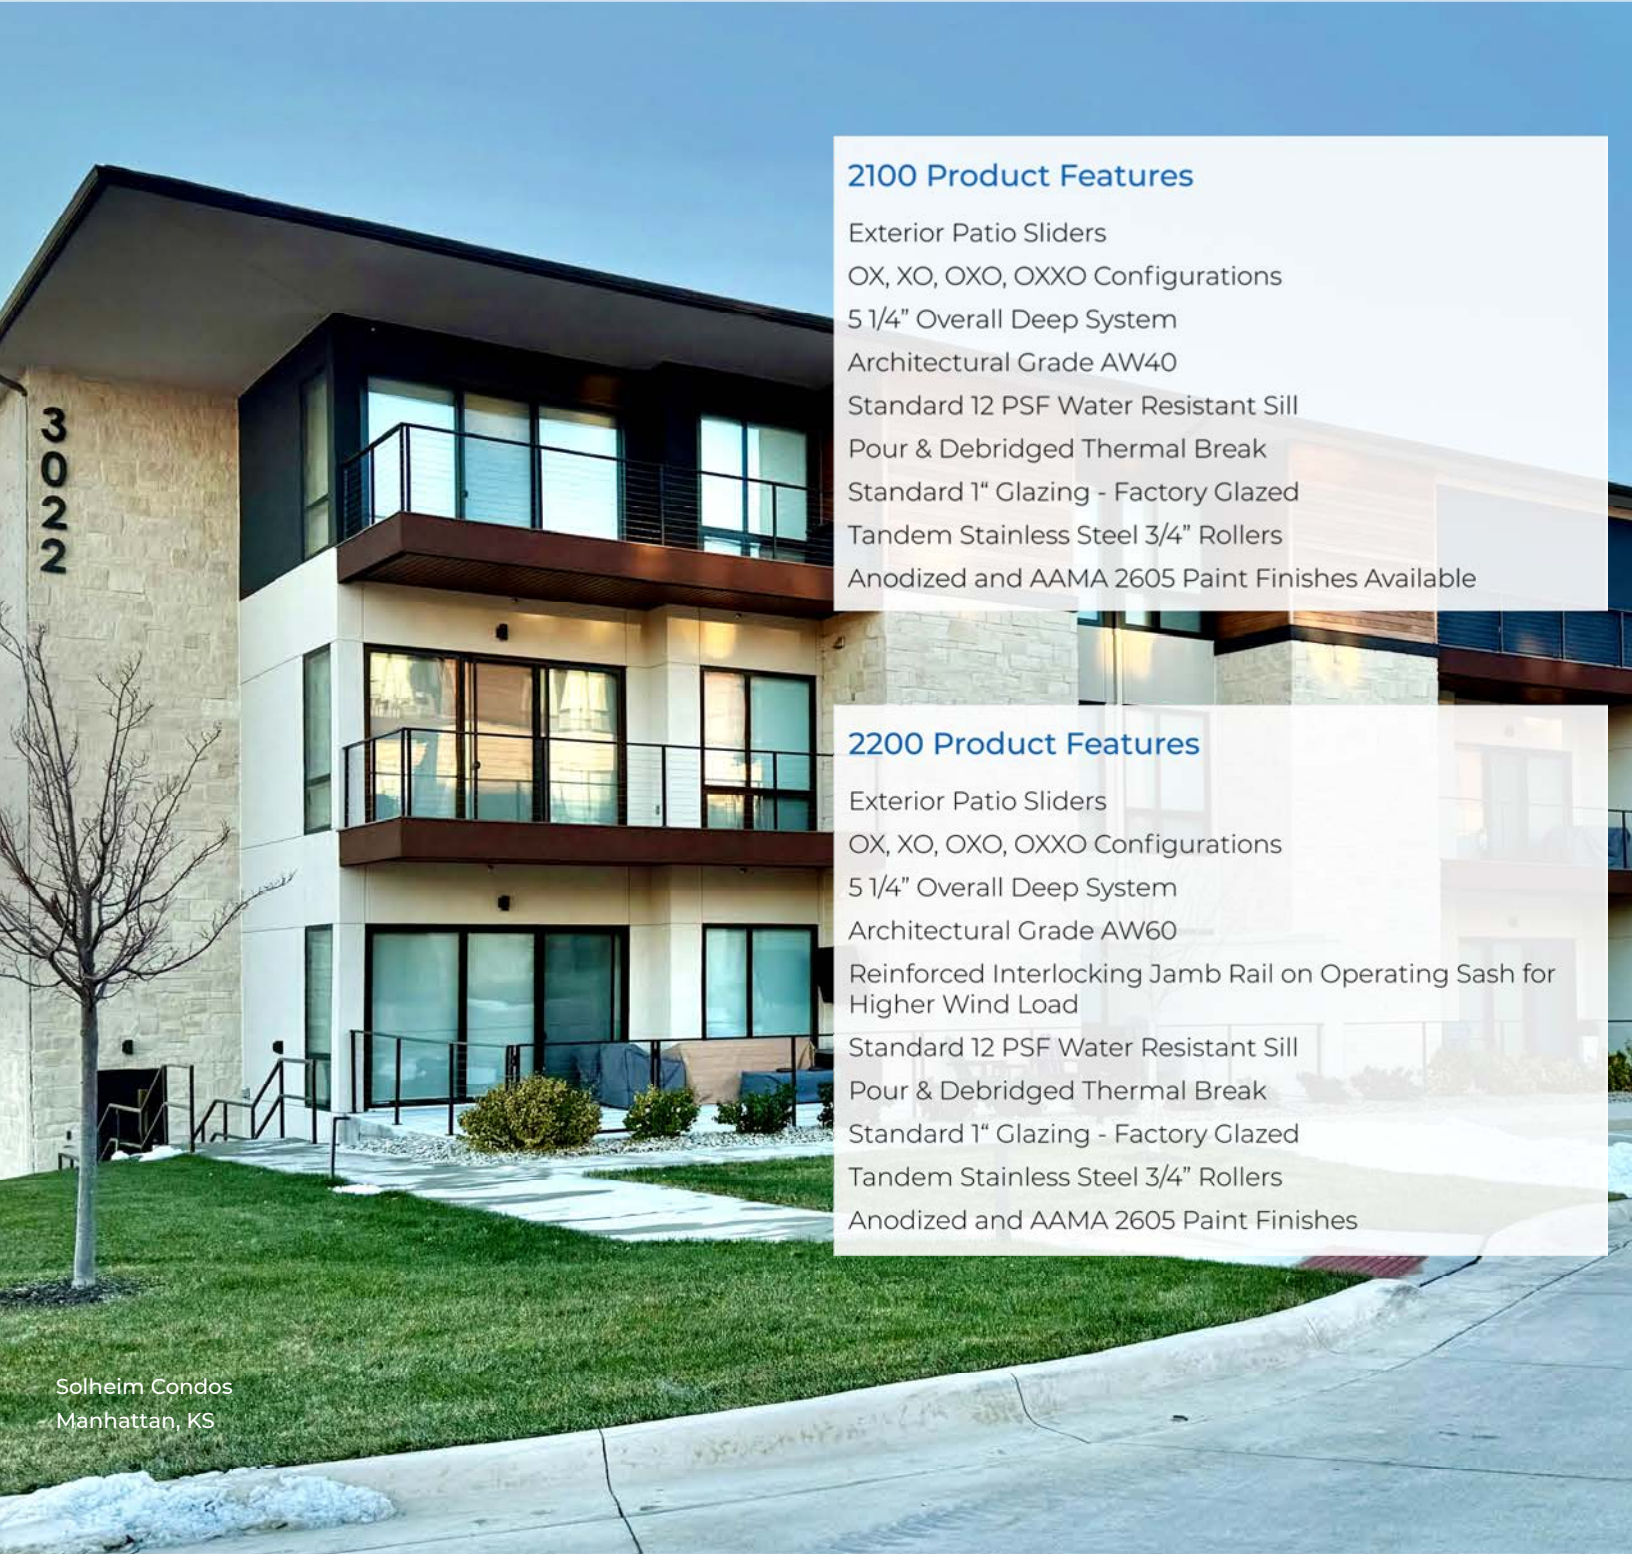 3022
2100 Product Features
Exterior Patio Sliders
OX, XO, OXO, OXXO Configurations
5 1/4” Overall Deep System
Architectural Grade AW40
Standard 12 PSF Water Resistant Sill
Pour & Debridged Thermal Break
Standard 1“ Glazing - Factory Glazed
Tandem Stainless Steel 3/4” Rollers
Anodized and AAMA 2605 Paint Finishes Available
2200 Product Features
Exterior Patio Sliders
OX, XO, OXO, OXXO Configurations
5 1/4” Overall Deep System
Architectural Grade AW60
Reinforced Interlocking Jamb Rail on Operating Sash for
Higher Wind Load
Standard 12 PSF Water Resistant Sill
Pour & Debridged Thermal Break
Standard 1“ Glazing - Factory Glazed
Tandem Stainless Steel 3/4” Rollers
Anodized and AAMA 2605 Paint Finishes
Solheim Condos
Manhattan, KS